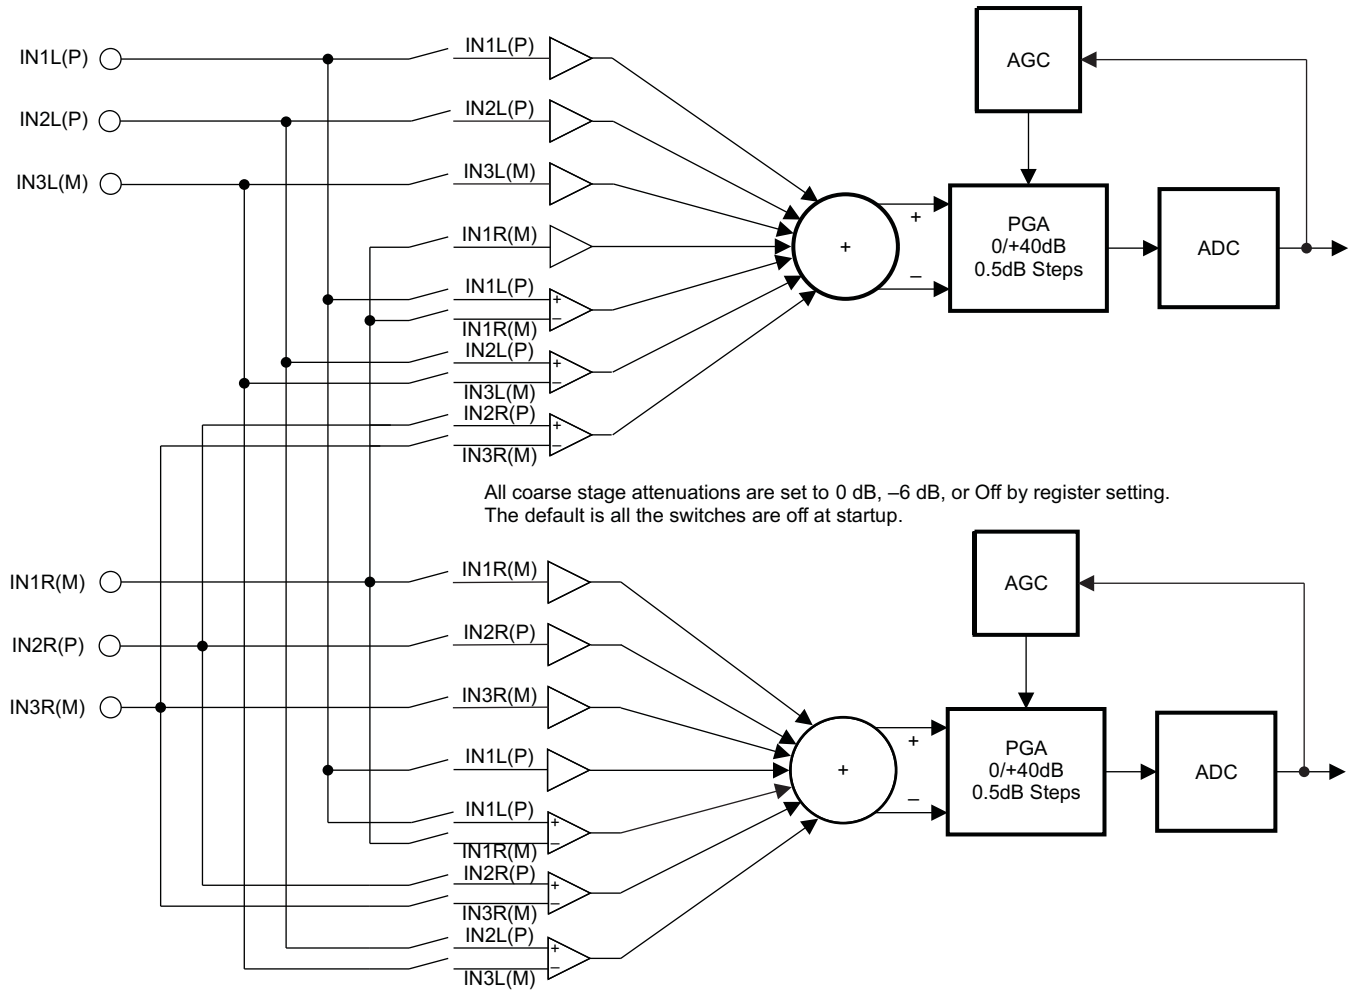 IN1L(P)
IN2L(P)
IN3L(M)
IN1L(P)
IN2L(P)
IN3L(M)
IN1R(M)
IN1L(P)
+
–
IN1R(M)
IN2L(P)
+
–
IN3L(M)
IN2R(P)
+
–
IN3R(M)
+
+
–
AGC
PGA
0/+40dB
0.5dB Steps
ADC
All coarse stage attenuations are set to 0 dB, –6 dB, or Off by register setting.
The default is all the switches are off at startup.
IN1R(M)
IN2R(P)
IN3R(M)
IN1R(M)
IN2R(P)
IN3R(M)
IN1L(P)
IN1L(P)
+
–
IN1R(M)
IN2R(P)
+
–
IN3R(M)
IN2L(P)
+
–
IN3L(M)
+
+
–
AGC
PGA
0/+40dB
0.5dB Steps
ADC